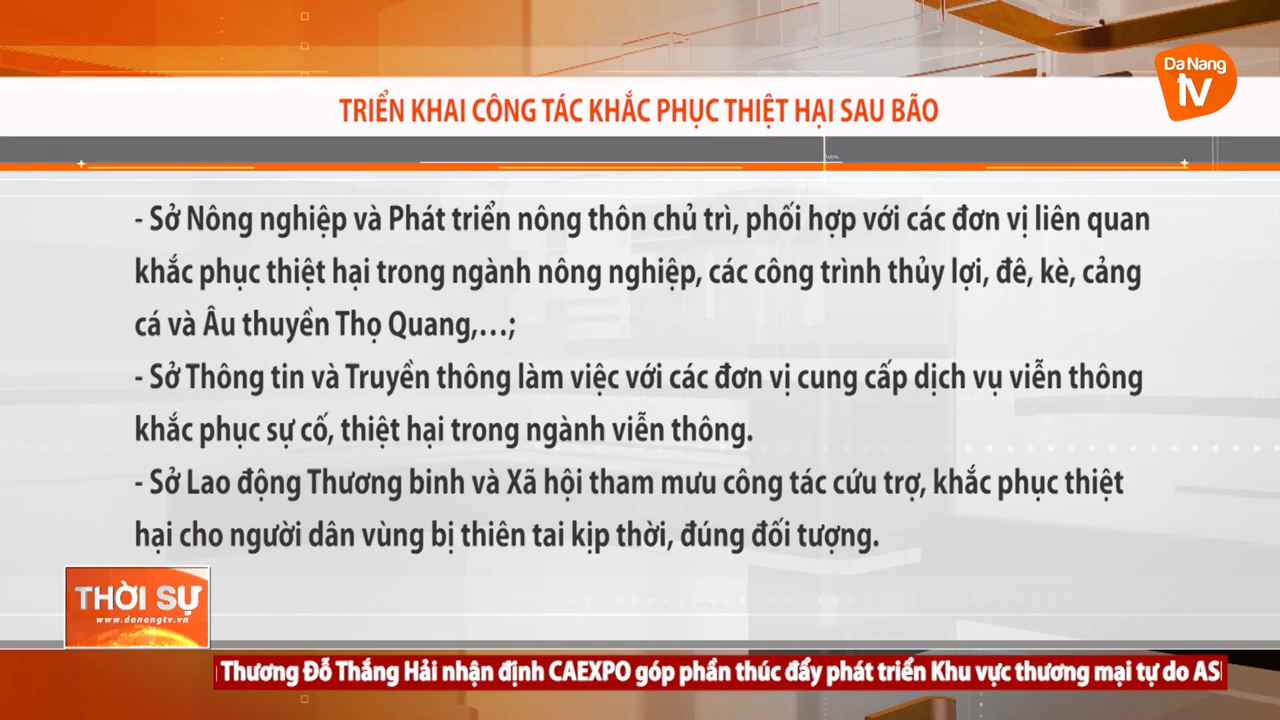 Da Nang
tv
TRIỂN KHAI CÔNG TÁC KHẮC PHỤC THIỆT HẠI SAU BÃO
100%
- Sở Nông nghiệp và Phát triển nông thôn chủ trì, phối hợp với các đơn vị liên quan
khắc phục thiệt hại trong ngành nông nghiệp, các công trình thủy lợi, đê, kè, cảng
cá và Âu thuyền Thọ Quang,...;
- Sở Thông tin và Truyền thông làm việc với các đơn vị cung cấp dịch vụ viễn thông
khắc phục sự cố, thiệt hại trong ngành viễn thông.
- Sở Lao động Thương binh và Xã hội tham mưu công tác cứu trợ, khắc phục thiệt
hại cho người dân vùng bị thiên tai kịp thời, đúng đối tượng.
THỜI SỰ
www.danangtv.vn
Thương Đỗ Thắng Hải nhận định CAEXPO góp phần thúc đẩy phát triển Khu vực thương mại tự do AS